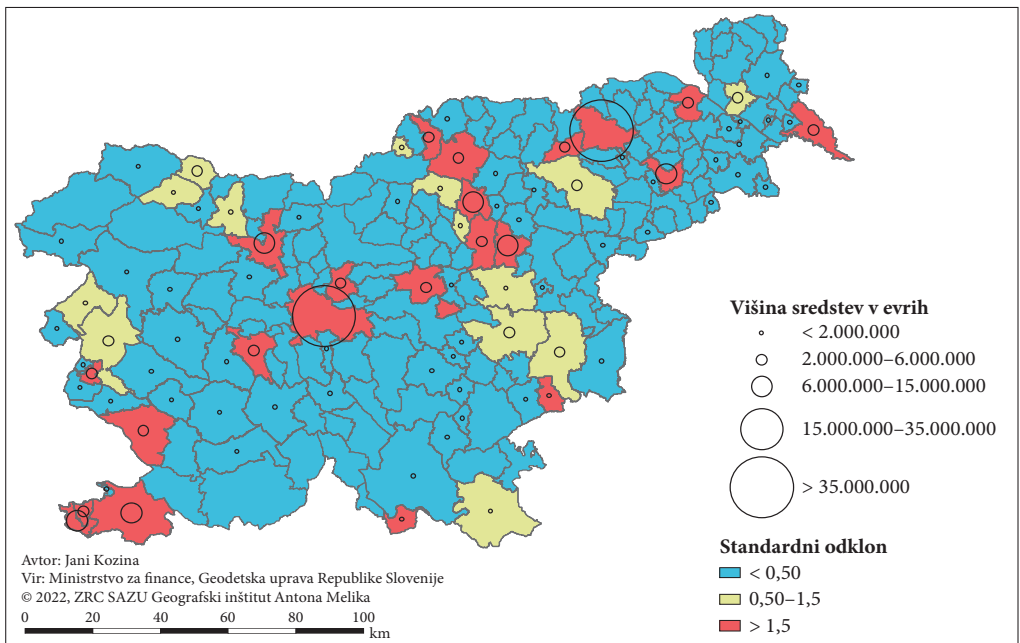 Višina sredstev v evrih
< 2.000.000
2.000.000–6.000.000
6.000.000–15.000.000
15.000.000–35.000.000
> 35.000.000
Standardni odklon
< 0,50
0,50–1,5
> 1,5
Avtor: Jani Kozina
Vir: Ministrstvo za finance, Geodetska uprava Republike Slovenije
© 2022, ZRC SAZU Geografski inštitut Antona Melika
0 20 40 60 80 100
km